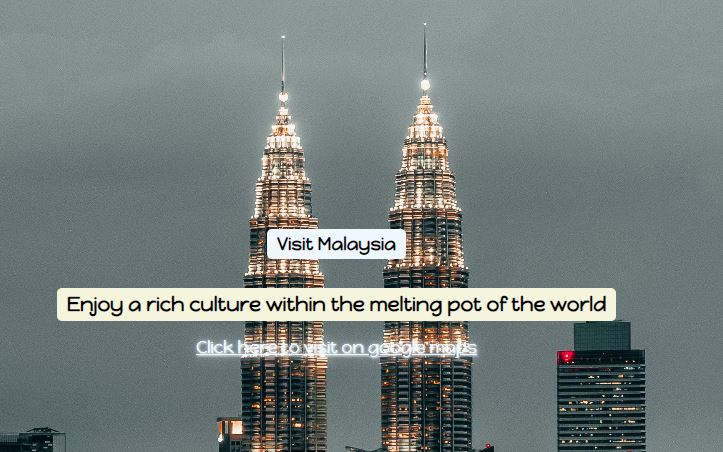 Visit Malaysia
Enjoy a rich culture within the melting pot of the world
Click here to visit on google maps